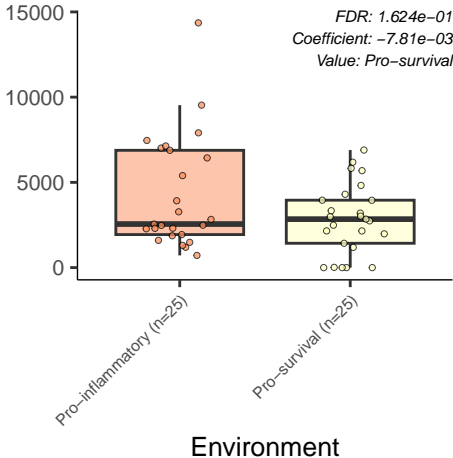 FDR: 1.624e−01
Coefficient: −7.81e−03
Value: Pro−survival
15000
10000
5000
0
Pro−inflammatory (n=25)
Pro−survival (n=25)
Environment